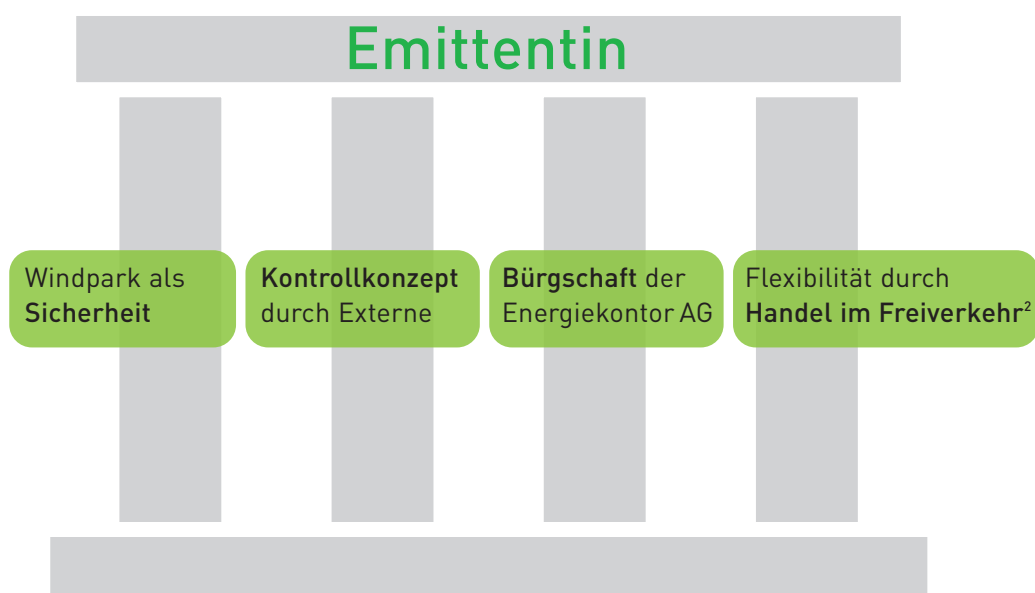 Emittentin
Windpark als
Sicherheit
Kontrollkonzept
durch Externe
Bürgschaft der
Energiekontor AG
Flexibilität durch
Handel im Freiverkehr²